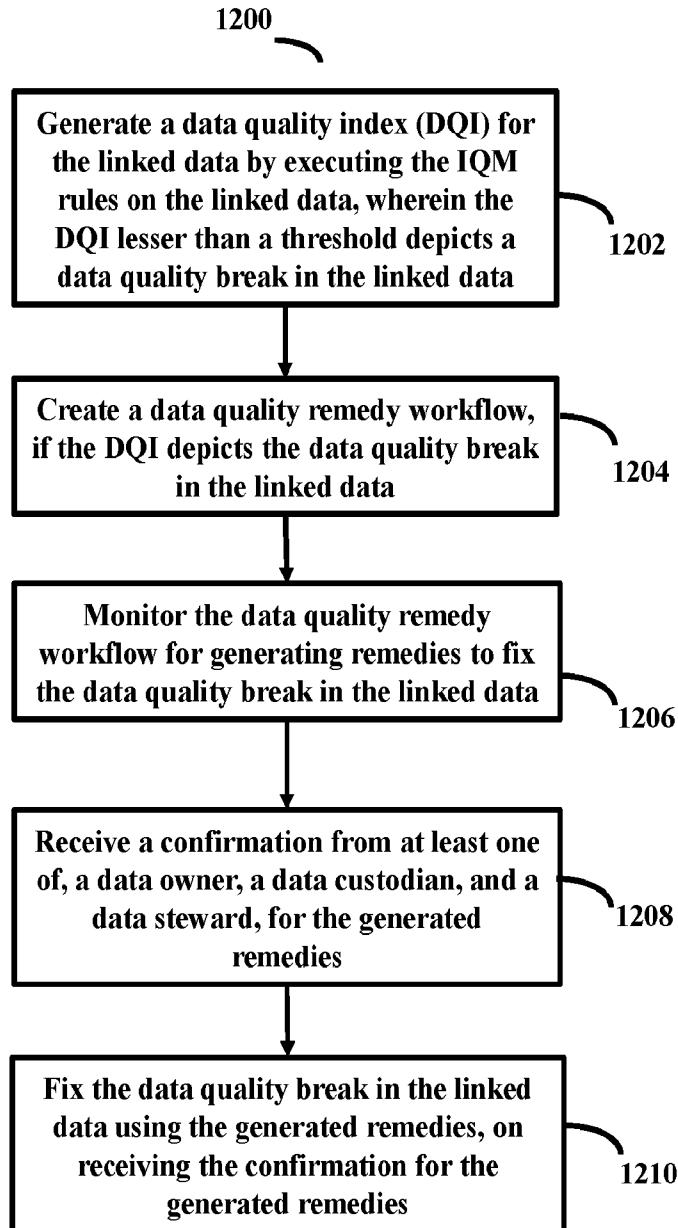 1200
Generate a data quality index (DQI) for
the linked data by executing the IQM
rules on the linked data, wherein the
DQI lesser than a threshold depicts a
data quality break in the linked data
1202
Create a data quality remedy workflow,
if the DQI depicts the data quality break
in the linked data
1204
Monitor the data quality remedy
workflow for generating remedies to fix
the data quality break in the linked data
1206
Receive a confirmation from at least one
of, a data owner, a data custodian, and a
data steward, for the generated
remedies
1208
Fix the data quality break in the linked
data using the generated remedies, on
receiving the confirmation for the
generated remedies
1210